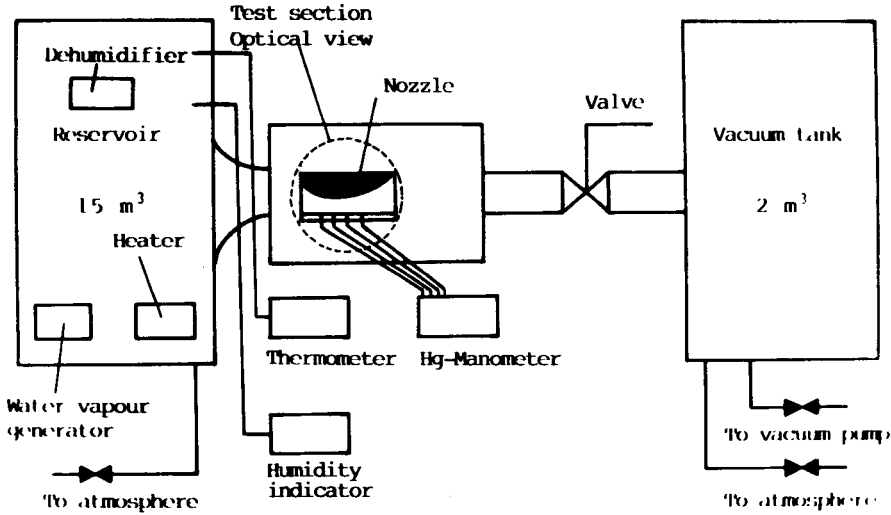 Test section
Optical view
Dehumidifier
Nozzle
Valve
Reservoir
Vacuum tank
15 m³
2 m³
Heater
Thermometer
Hg-Manometer
Water vapour
generator
To vacuum pump
Humidity
indicator
To atmosphere
To atmosphere